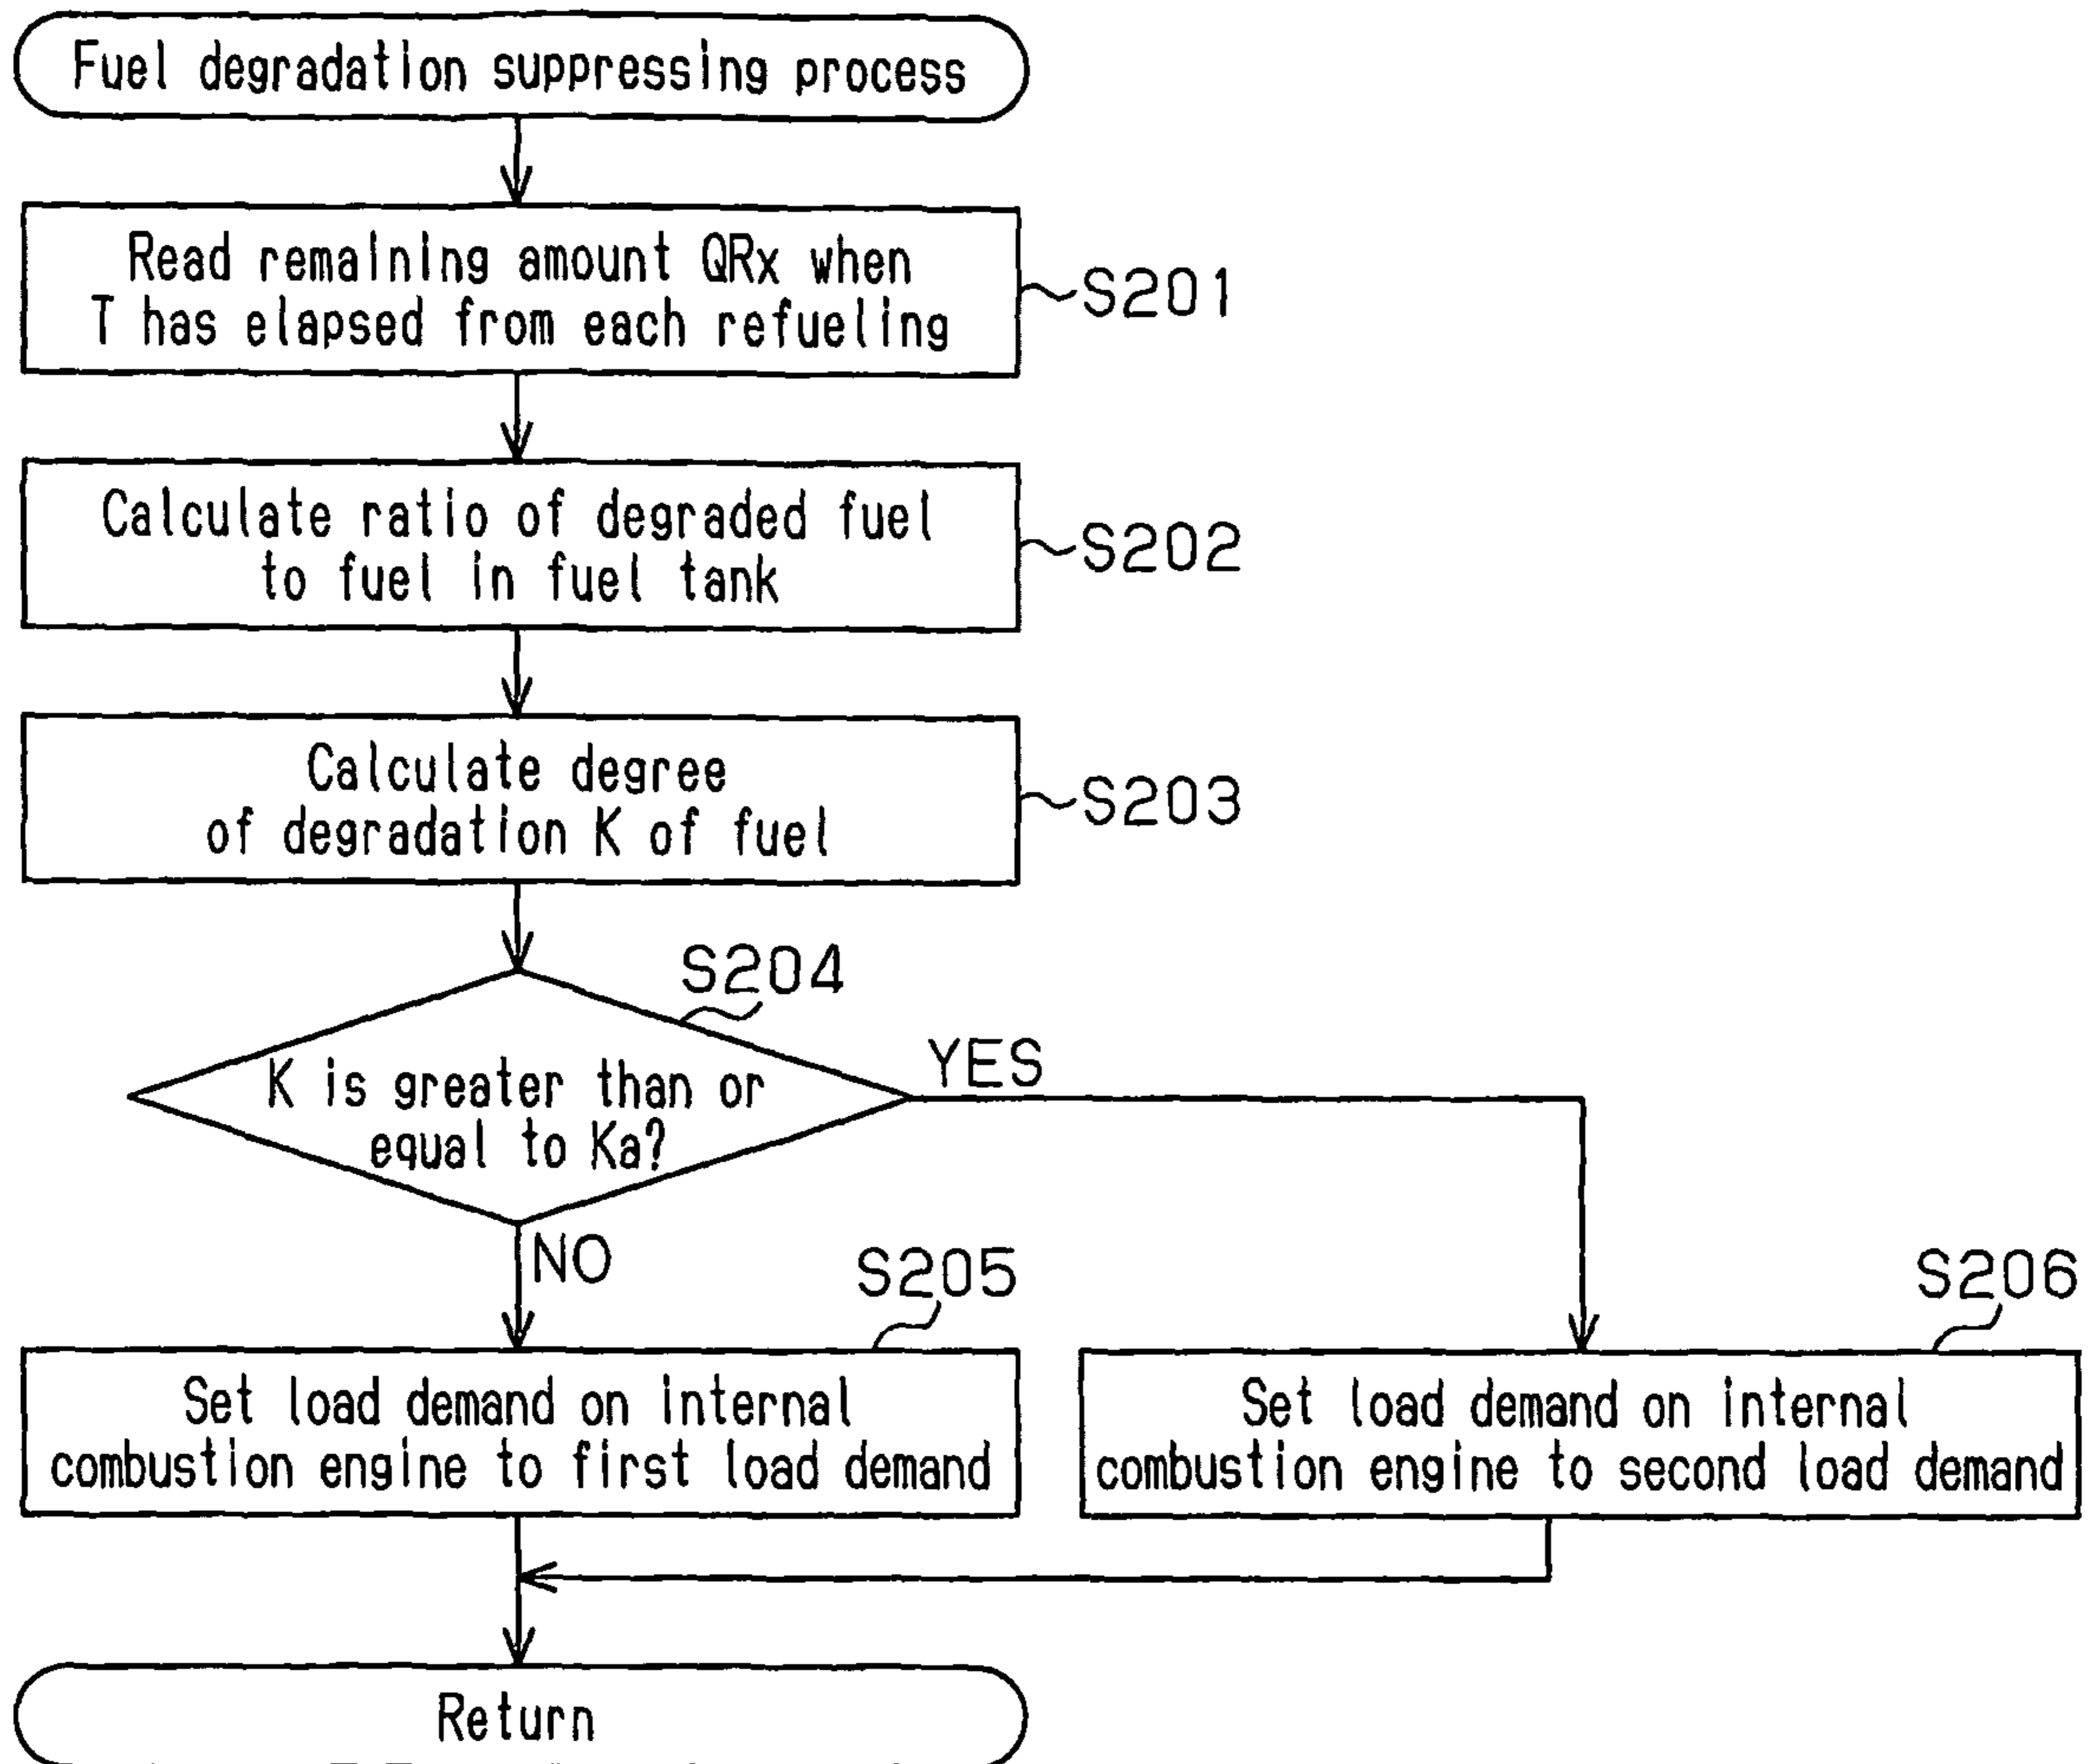 Fuel degradation suppressing process
Read remaining amount QRx when
T has elapsed from each refueling
S201
Calculate ratio of degraded fuel
to fuel in fuel tank
S202
Calculate degree
of degradation K of fuel
S203
S204
K is greater than or
equal to Ka?
YES
NO
S205
Set load demand on internal
combustion engine to first load demand
S206
Set load demand on internal
combustion engine to second load demand
Return